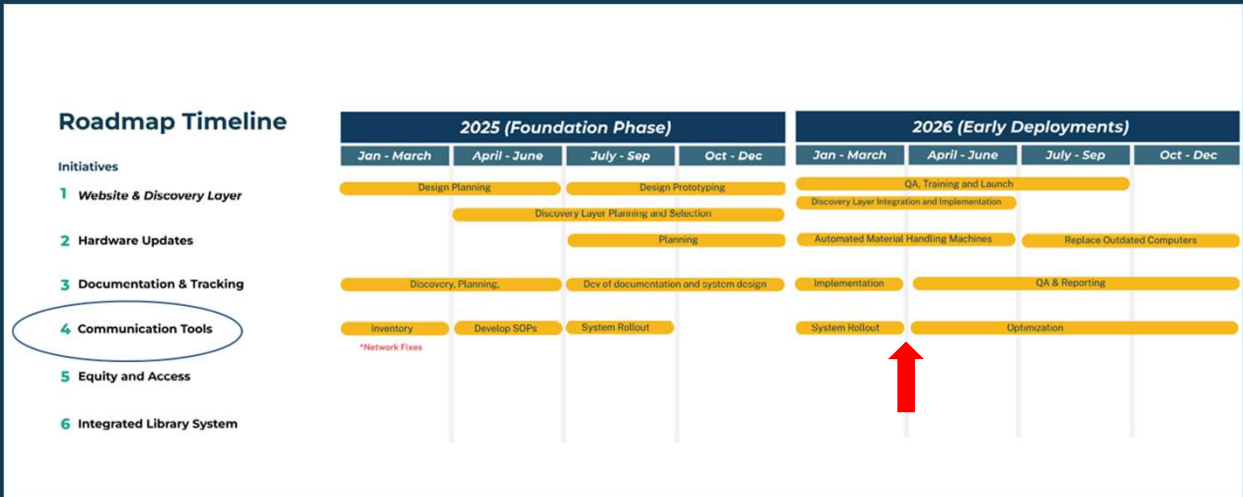 Roadmap Timeline
2025 (Foundation Phase)
2026 (Early Deployments)
Initiatives
Jan - March
April - June
July - Sep
Oct - Dec
Jan - March
April - June
July - Sep
Oct - Dec
1 Website & Discovery Layer
Design Planning
Design Prototyping
QA, Training and Launch
Discovery Layer Planning and Selection
Discovery Layer Integration and Implementation
2 Hardware Updates
Planning
Automated Material Handling Machines
Replace Outdated Computers
3 Documentation & Tracking
Discovery, Planning,
Dev of documentation and system design
Implementation
QA & Reporting
4 Communication Tools
Inventory
Develop SOPs
System Rollout
System Rollout
Optimization
*Network Fixes
5 Equity and Access
6 Integrated Library System